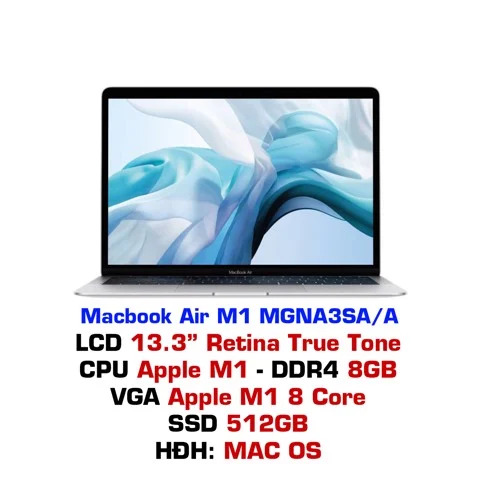 MacBook Air
Macbook Air M1 MGNA3SA/A
LCD 13.3” Retina True Tone
CPU Apple M1 - DDR4 8GB
VGA Apple M1 8 Core
SSD 512GB
HĐH: MAC OS